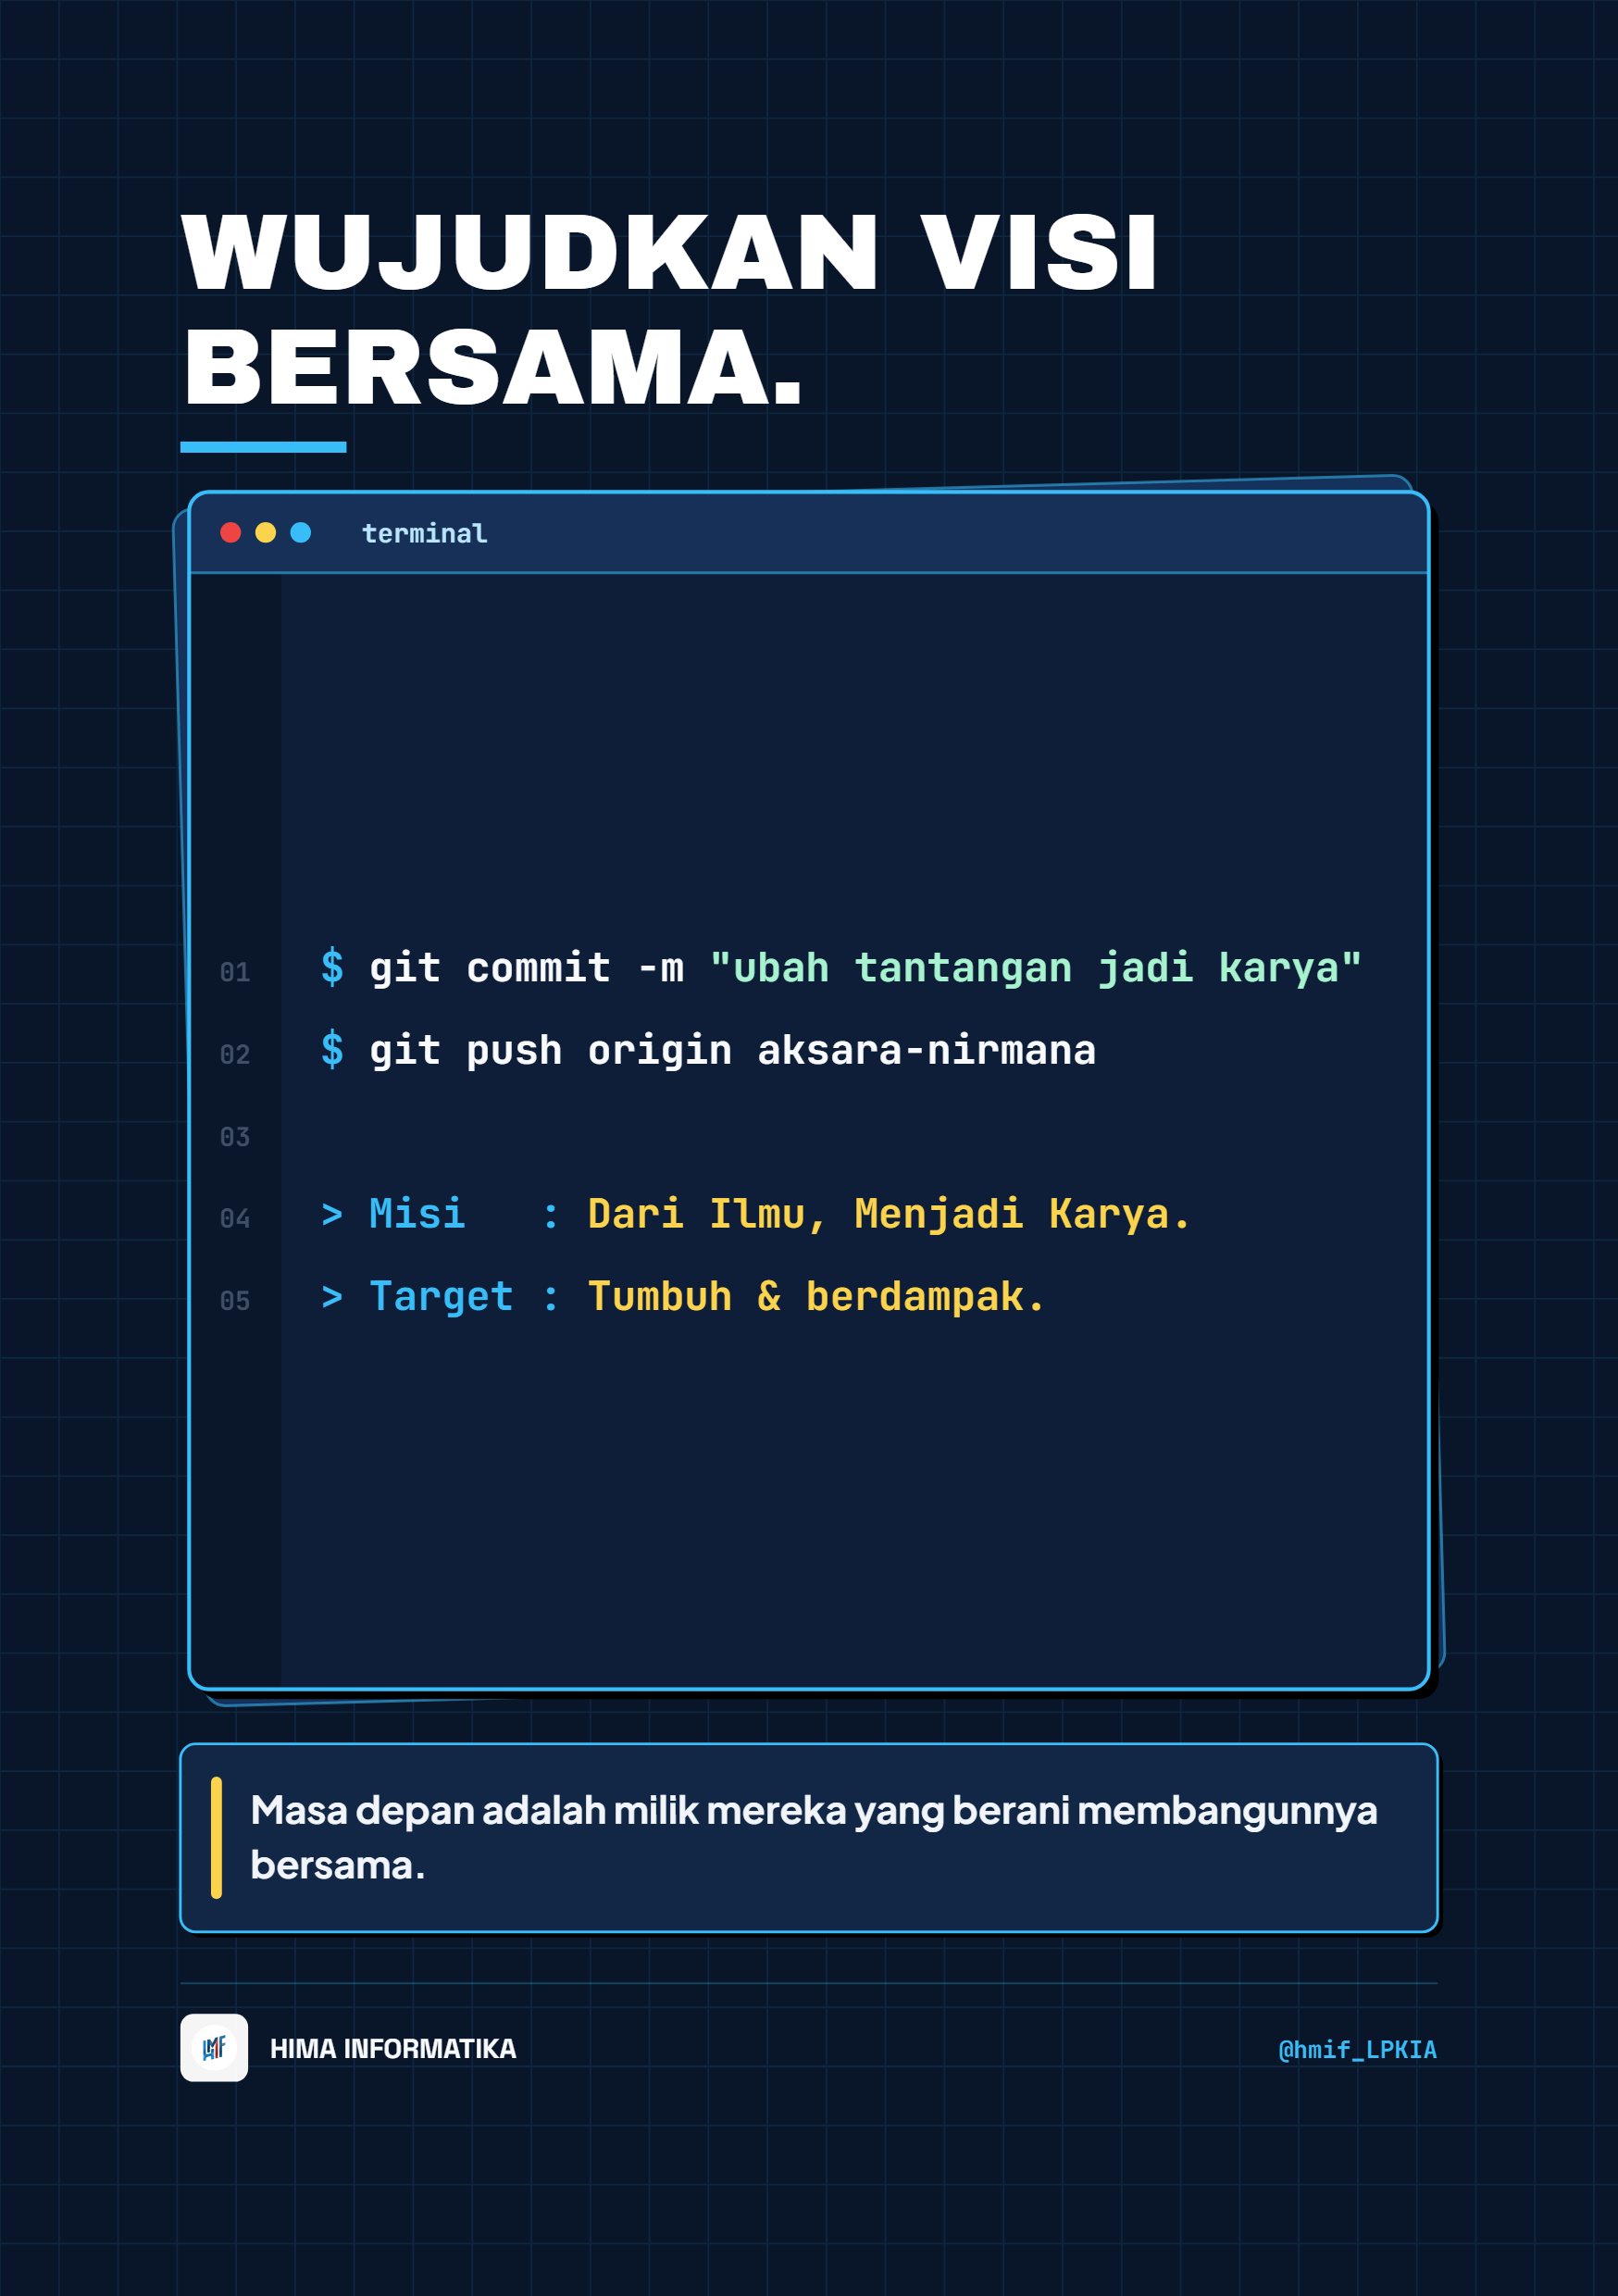 WUJUDKAN VISI
BERSAMA.
terminal
01 $ git commit -m "ubah tantangan jadi karya"
02 $ git push origin aksara-nirmana
03
04 > Misi   : Dari Ilmu, Menjadi Karya.
05 > Target : Tumbuh & berdampak.
Masa depan adalah milik mereka yang berani membangunnya
bersama.
HMIF
HIMA INFORMATIKA
@hmif_LPKIA